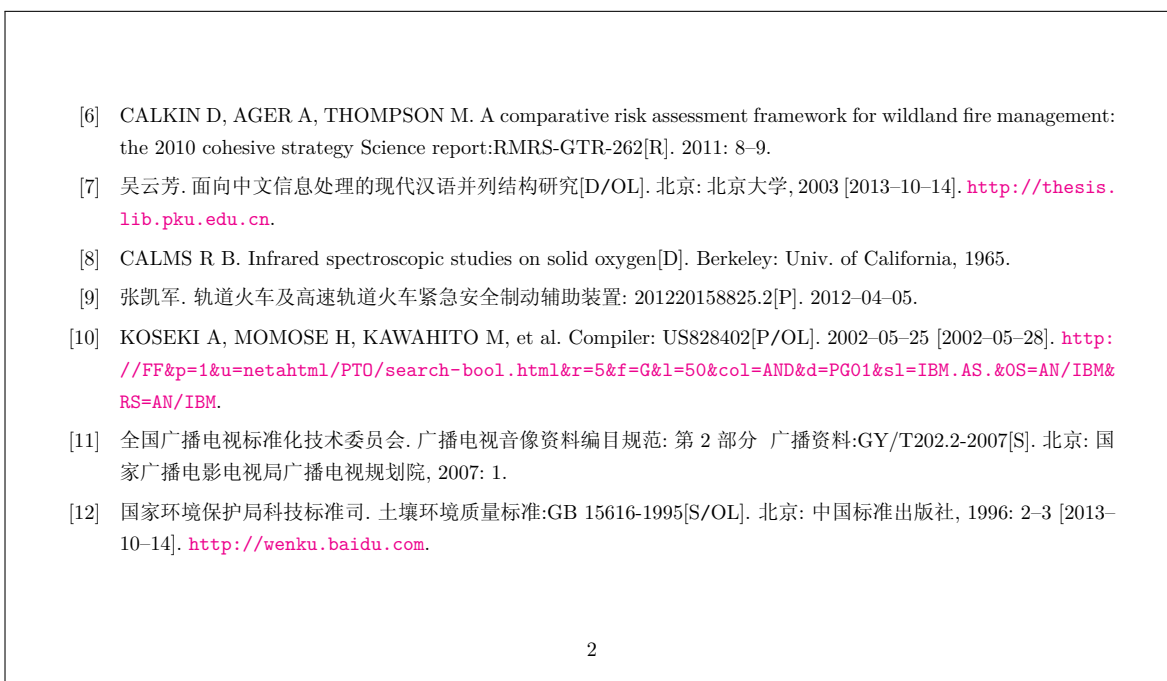 [6] CALKIN D, AGER A, THOMPSON M. A comparative risk assessment framework for wildland fire management:
the 2010 cohesive strategy Science report:RMRS-GTR-262[R]. 2011: 8–9.
[7] 吴云芳. 面向中文信息处理的现代汉语并列结构研究[D/OL]. 北京: 北京大学, 2003 [2013–10–14]. http://thesis.
lib.pku.edu.cn.
[8] CALMS R B. Infrared spectroscopic studies on solid oxygen[D]. Berkeley: Univ. of California, 1965.
[9] 张凯军. 轨道火车及高速轨道火车紧急安全制动辅助装置: 201220158825.2[P]. 2012–04–05.
[10] KOSEKI A, MOMOSE H, KAWAHITO M, et al. Compiler: US828402[P/OL]. 2002–05–25 [2002–05–28]. http:
//FF&p=1&u=netahtml/PTO/search-bool.html&r=5&f=G&l=50&col=AND&d=PG01&sl=IBM.AS.&OS=AN/IBM&
RS=AN/IBM.
[11] 全国广播电视标准化技术委员会. 广播电视音像资料编目规范: 第 2 部分 广播资料:GY/T202.2-2007[S]. 北京: 国
家广播电影电视局广播电视规划院, 2007: 1.
[12] 国家环境保护局科技标准司. 土壤环境质量标准:GB 15616-1995[S/OL]. 北京: 中国标准出版社, 1996: 2–3 [2013–
10–14]. http://wenku.baidu.com.
2